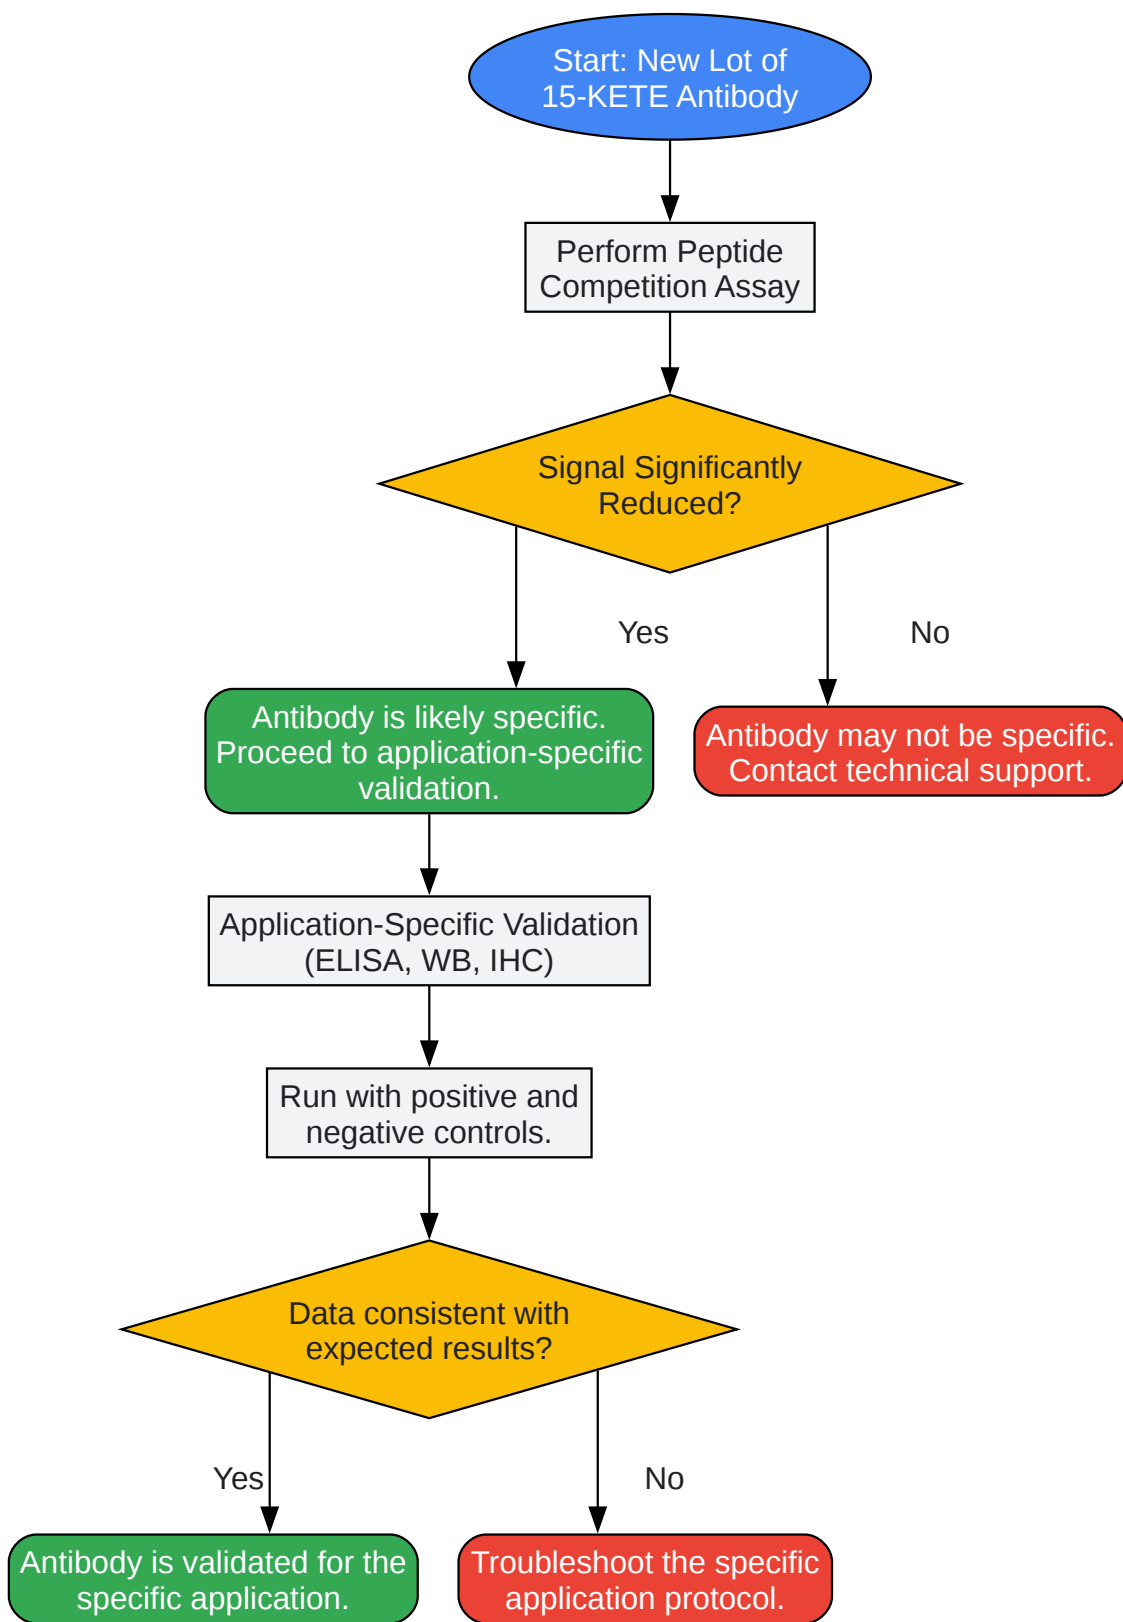 Start: New Lot of
15-KETE Antibody
Perform Peptide
Competition Assay
Signal Significantly
Reduced?
Yes
No
Antibody is likely specific.
Proceed to application-specific
validation.
Antibody may not be specific.
Contact technical support.
Application-Specific Validation
(ELISA, WB, IHC)
Run with positive and
negative controls.
Data consistent with
expected results?
Yes
No
Antibody is validated for the
specific application.
Troubleshoot the specific
application protocol.